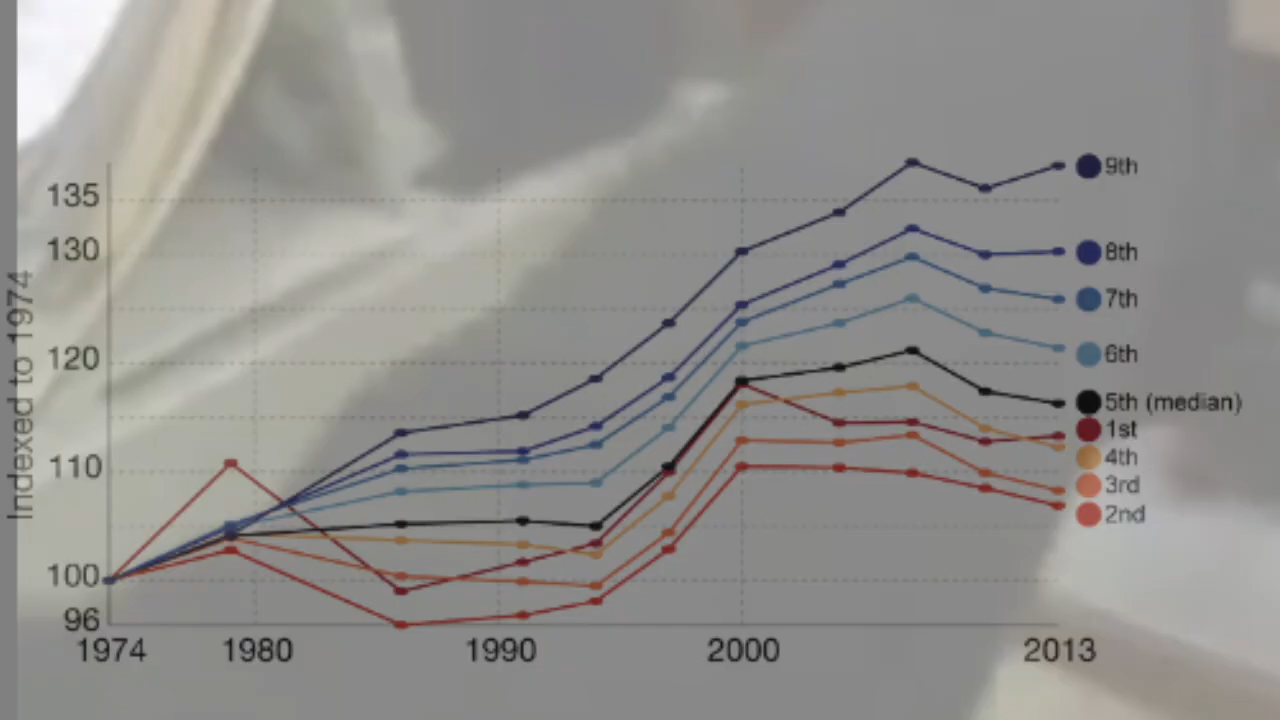 135
130
120
110
100
96
Indexed to 1974
1974 1980 1990 2000 2013
9th
8th
7th
6th
5th (median)
1st
4th
3rd
2nd